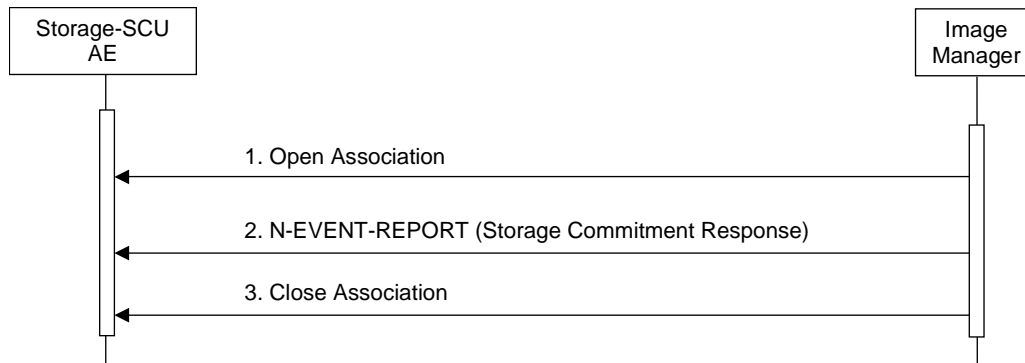 Storage-SCU
AE
Image
Manager
1. Open Association
2. N-EVENT-REPORT (Storage Commitment Response)
3. Close Association